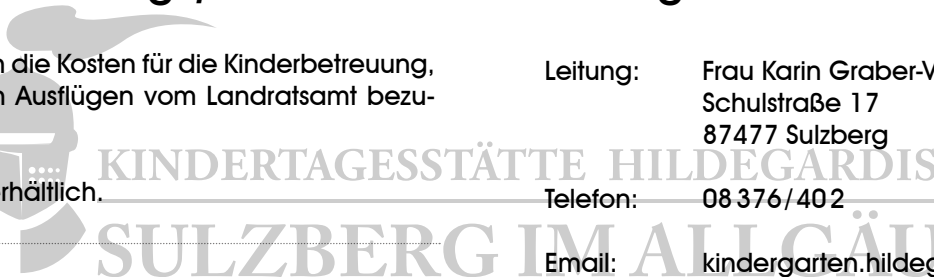 die Kosten für die Kinderbetreuung,
Ausflügen vom Landratsamt bezu-
erhältlich.
Leitung: Frau Karin Graber-V
Schulstraße 17
87477 Sulzberg
Telefon: 08376/402
Email: kindergarten.hildeg
KINDERTAGESSTÄTTE HILDEGARDIS
SULZBERG IM ALLGÄU